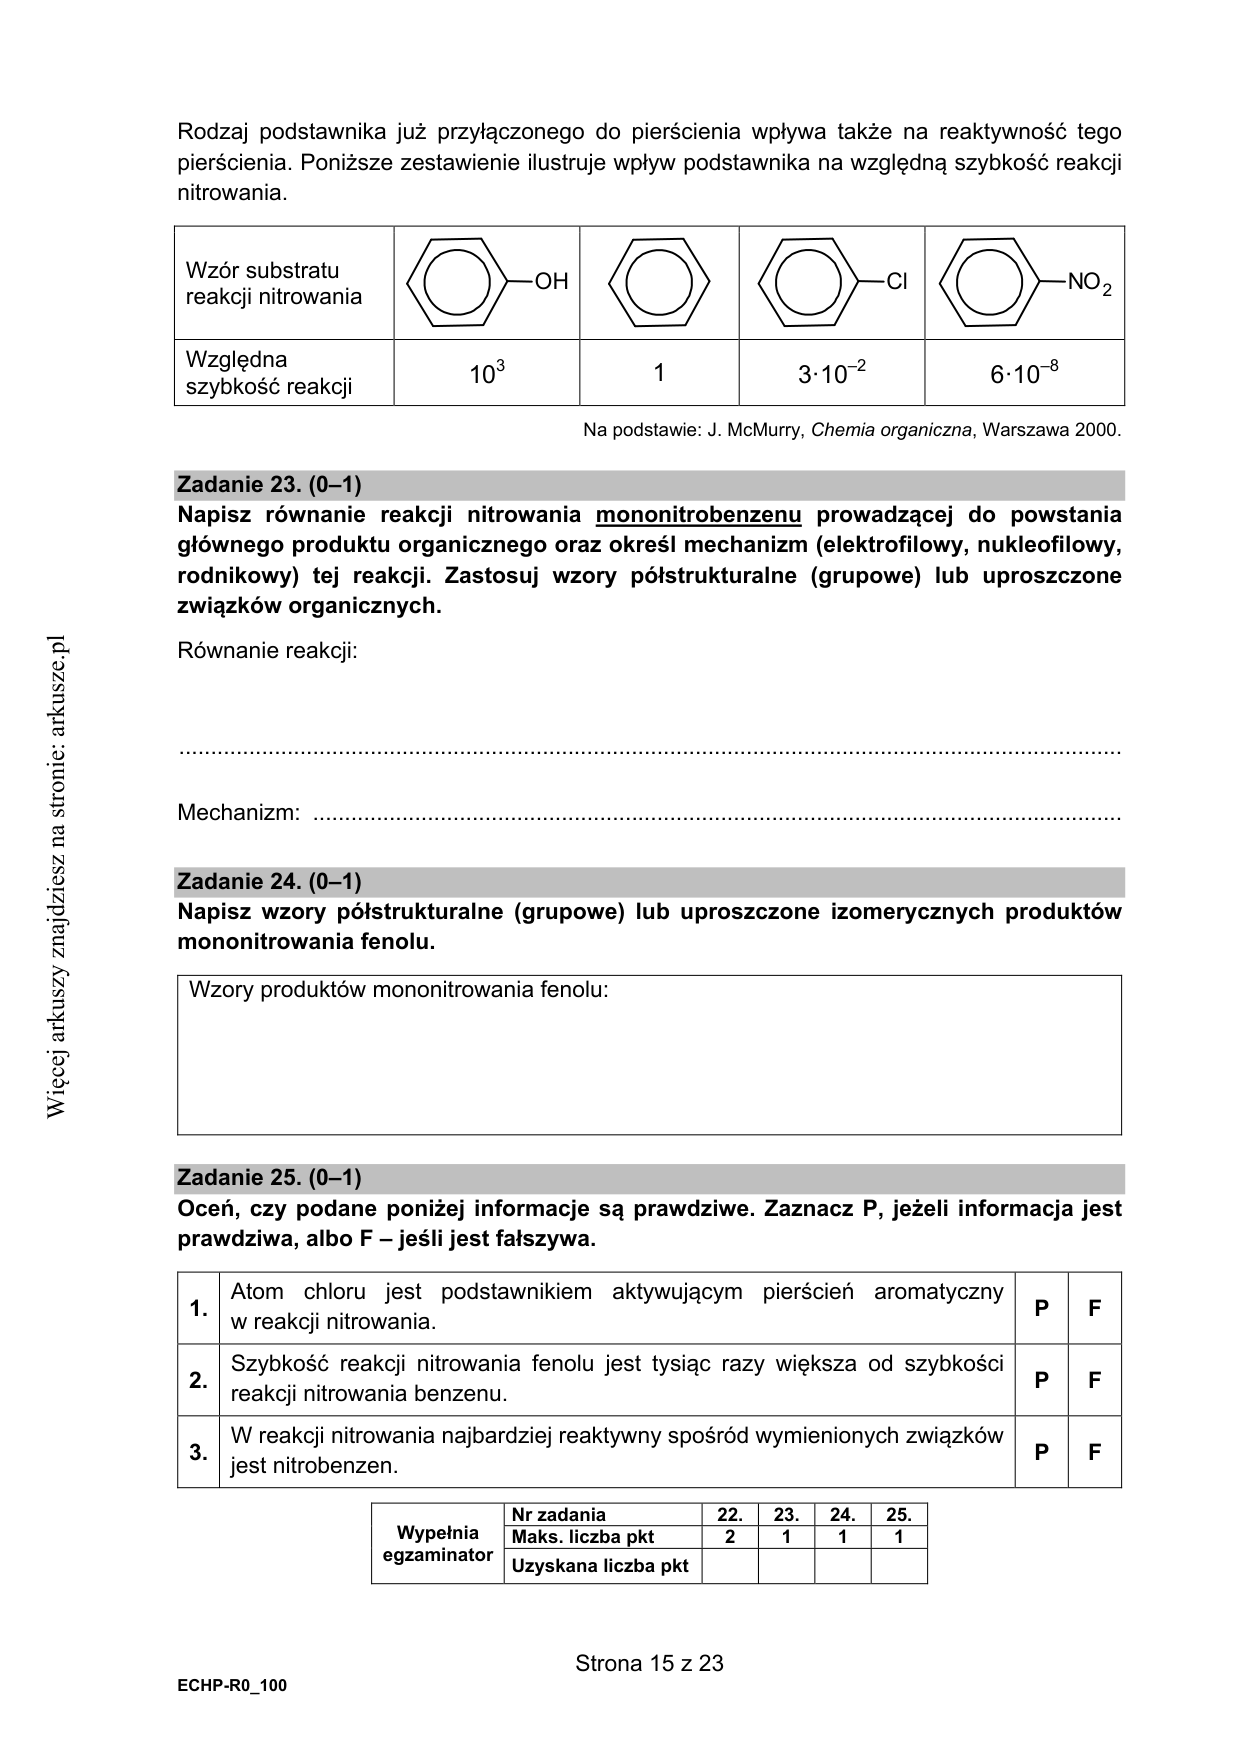 Rodzaj podstawnika już przyłączonego do pierścienia wpływa także na reaktywność tego
pierścienia. Poniższe zestawienie ilustruje wpływ podstawnika na względną szybkość reakcji
nitrowania.
Wzór substratu
reakcji nitrowania
OH
Cl
NO2
Względna
szybkość reakcji
10^3
1
3·10^–2
6·10^–8
Na podstawie: J. McMurry, Chemia organiczna, Warszawa 2000.
Zadanie 23. (0–1)
Napisz równanie reakcji nitrowania mononitrobenzenu prowadzącej do powstania
głównego produktu organicznego oraz określ mechanizm (elektrofilowy, nukleofilowy,
rodnikowy) tej reakcji. Zastosuj wzory półstrukturalne (grupowe) lub uproszczone
związków organicznych.
Równanie reakcji:
....................................................................................................................................................
Mechanizm: ...............................................................................................................................
Zadanie 24. (0–1)
Napisz wzory półstrukturalne (grupowe) lub uproszczone izomerycznych produktów
mononitrowania fenolu.
Wzory produktów mononitrowania fenolu:
Zadanie 25. (0–1)
Oceń, czy podane poniżej informacje są prawdziwe. Zaznacz P, jeżeli informacja jest
prawdziwa, albo F – jeśli jest fałszywa.
1. Atom chloru jest podstawnikiem aktywującym pierścień aromatyczny
w reakcji nitrowania. P F
2. Szybkość reakcji nitrowania fenolu jest tysiąc razy większa od szybkości
reakcji nitrowania benzenu. P F
3. W reakcji nitrowania najbardziej reaktywny spośród wymienionych związków
jest nitrobenzen. P F
Wypełnia
egzaminator
Nr zadania 22. 23. 24. 25.
Maks. liczba pkt 2 1 1 1
Uzyskana liczba pkt
Strona 15 z 23
ECHP-R0_100
Więcej arkuszy znajdziesz na stronie: arkusze.pl